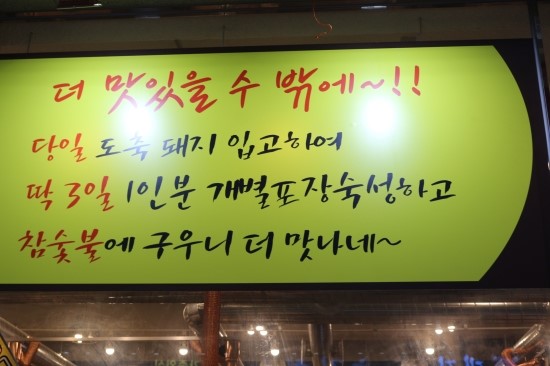 더 맛있을 수 밖에~!!
당일 도축 돼지 입고하여
딱 3일 1인분 개별포장숙성하고
참숯불에 구우니 더 맛나네~